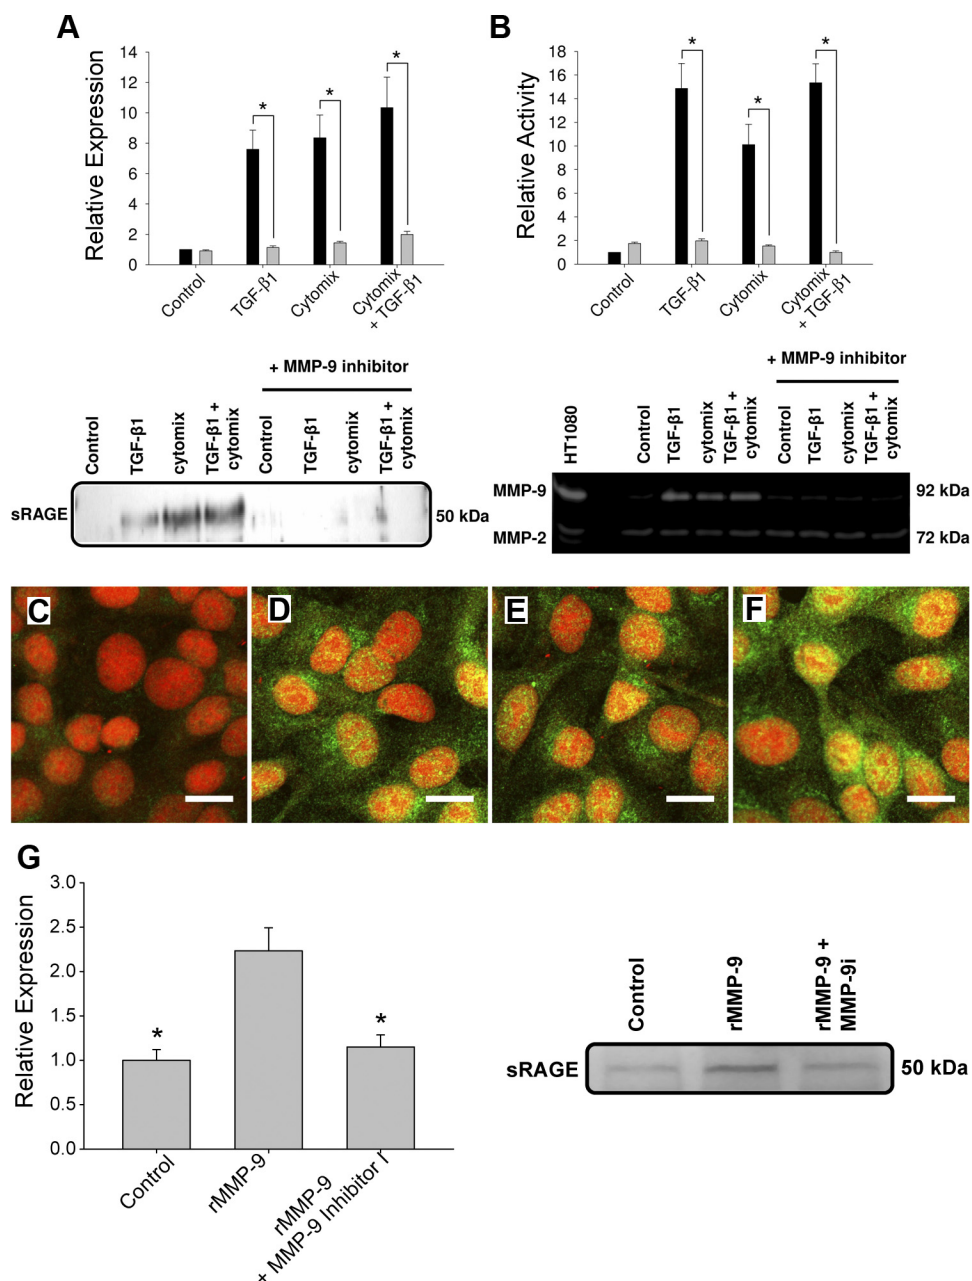 A
Relative Expression
14
12
10
8
6
4
2
0
*
*
*
Control
TGF-β1
Cytomix
Cytomix
+ TGF-β1
B
Relative Activity
18
16
14
12
10
8
6
4
2
0
*
*
*
Control
TGF-β1
Cytomix
Cytomix
+ TGF-β1
+ MMP-9 inhibitor
Control
TGF-β1
cytomix
TGF-β1 +
cytomix
Control
TGF-β1
cytomix
TGF-β1 +
cytomix
sRAGE
50 kDa
+ MMP-9 inhibitor
HT1080
Control
TGF-β1
cytomix
TGF-β1 +
cytomix
Control
TGF-β1
cytomix
TGF-β1 +
cytomix
MMP-9
92 kDa
MMP-2
72 kDa
C
D
E
F
G
Relative Expression
3.0
2.5
2.0
1.5
1.0
0.5
0.0
*
*
Control
rMMP-9
rMMP-9
+ MMP-9 Inhibitor I
Control
rMMP-9
rMMP-9 +
MMP-9i
sRAGE
50 kDa